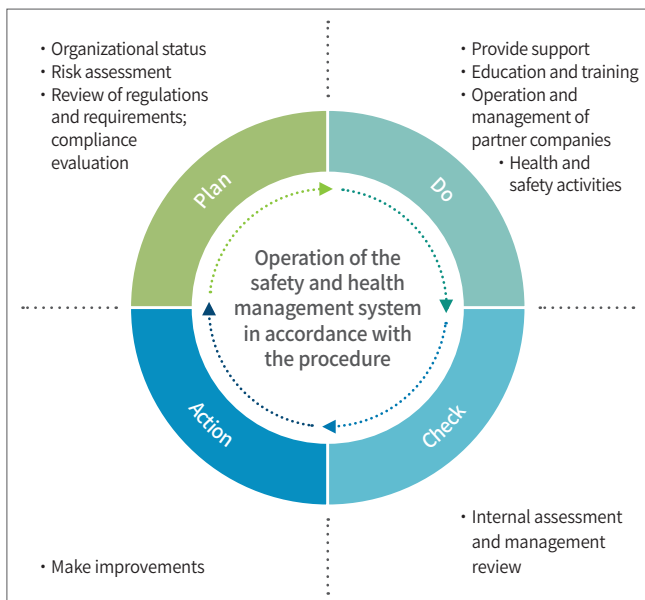 ・Organizational status
・Risk assessment
・Review of regulations
and requirements;
compliance
evaluation
・Provide support
・Education and training
・Operation and
management of
partner companies
・Health and
safety activities
Plan
Do
Operation of the
safety and health
management system
in accordance with
the procedure
Action
Check
・Make improvements
・Internal assessment
and management
review